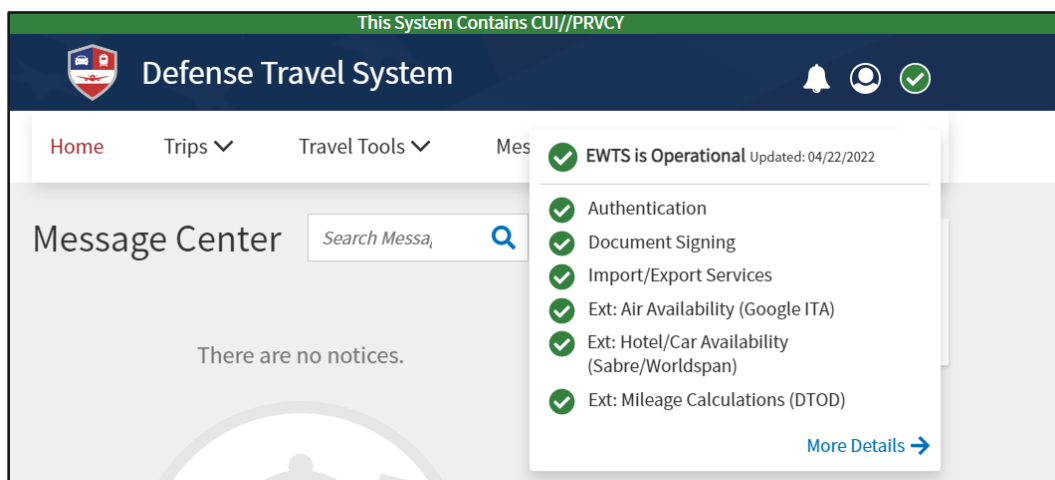 This System Contains CUI//PRVCY
Defense Travel System
Home Trips Travel Tools Mes
EWTS is Operational Updated: 04/22/2022
Authentication
Document Signing
Import/Export Services
Ext: Air Availability (Google ITA)
Ext: Hotel/Car Availability
(Sabre/Worldspan)
Ext: Mileage Calculations (DTOD)
More Details
Message Center Search Messa
There are no notices.